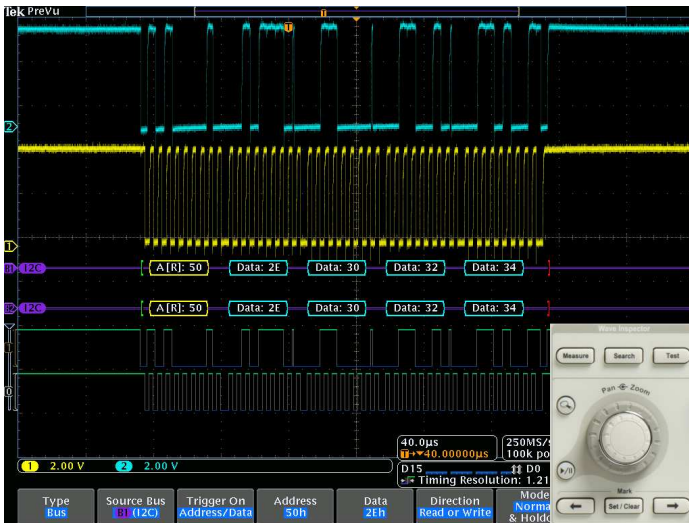 Tek PreVu
T
T
2
1
B1 I2C A [R]: 50 Data: 2E Data: 30 Data: 32 Data: 34
B2 I2C A [R]: 50 Data: 2E Data: 30 Data: 32 Data: 34
1
0
Wave Inspector
Measure Search Test
Pan Zoom
Mark
Set / Clear
40.0μs
T→▼40.00000μs
250MS/s
100k po
1 2.00 V 2 2.00 V
D15 D0
Timing Resolution: 1.21
Type
Bus
Source Bus
B1 (I2C)
Trigger On
Address/Data
Address
50h
Data
2Eh
Direction
Read or Write
Mode
Norma
& Holdo